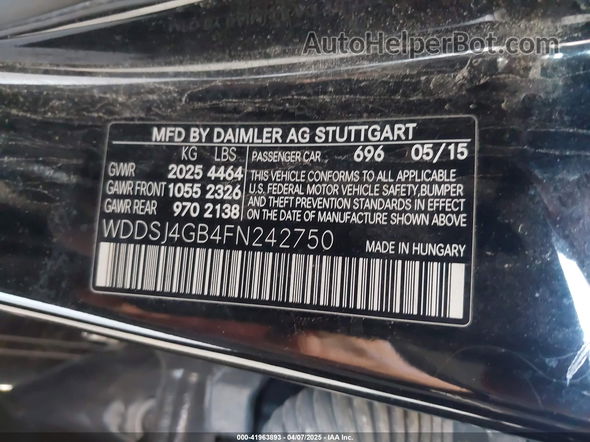 AutoHelperBot.com
MFD BY DAIMLER AG STUTTGART
KG LBS
GVWR 2025 4464
GAWR FRONT 1055 2326
GAWR REAR 970 2138
PASSENGER CAR 696 05/15
THIS VEHICLE CONFORMS TO ALL APPLICABLE
U.S. FEDERAL MOTOR VEHICLE SAFETY,BUMPER
AND THEFT PREVENTION STANDARDS IN EFFECT
ON THE DATE OF MANUFACTURE SHOWN ABOVE.
WDDSJ4GB4FN242750
MADE IN HUNGARY
000-41963893 - 04/07/2025 - IAA Inc.